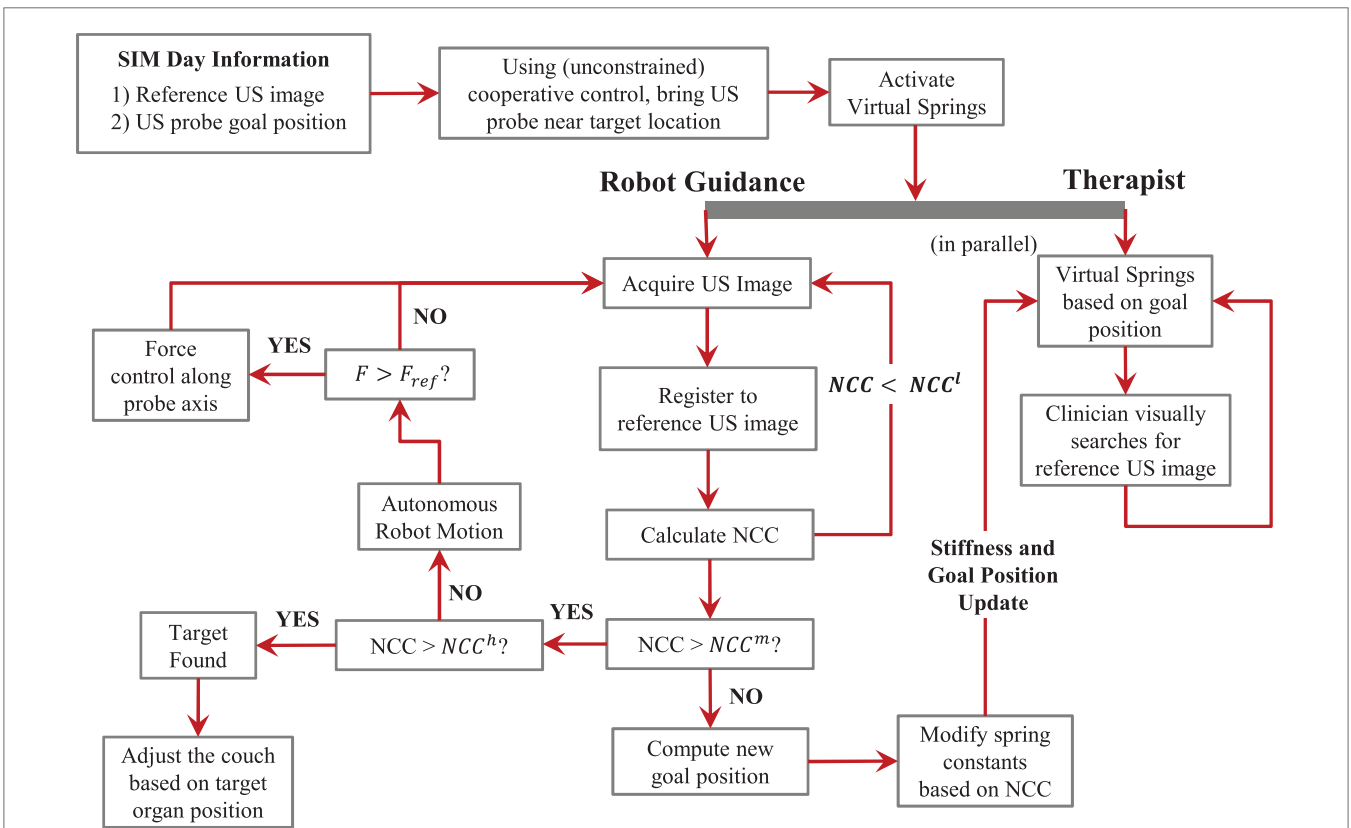 SIM Day Information
1) Reference US image
2) US probe goal position
Using (unconstrained)
cooperative control, bring US
probe near target location
Activate
Virtual Springs
Robot Guidance
Therapist
(in parallel)
Acquire US Image
Virtual Springs
based on goal
position
NO
YES
Force
control along
probe axis
F > F_ref?
Register to
reference US image
NCC < NCC^l
Clinician visually
searches for
reference US image
Autonomous
Robot Motion
Calculate NCC
Stiffness and
Goal Position
Update
NO
YES
YES
Target
Found
NCC > NCC^h?
NCC > NCC^m?
NO
Adjust the couch
based on target
organ position
Compute new
goal position
Modify spring
constants
based on NCC